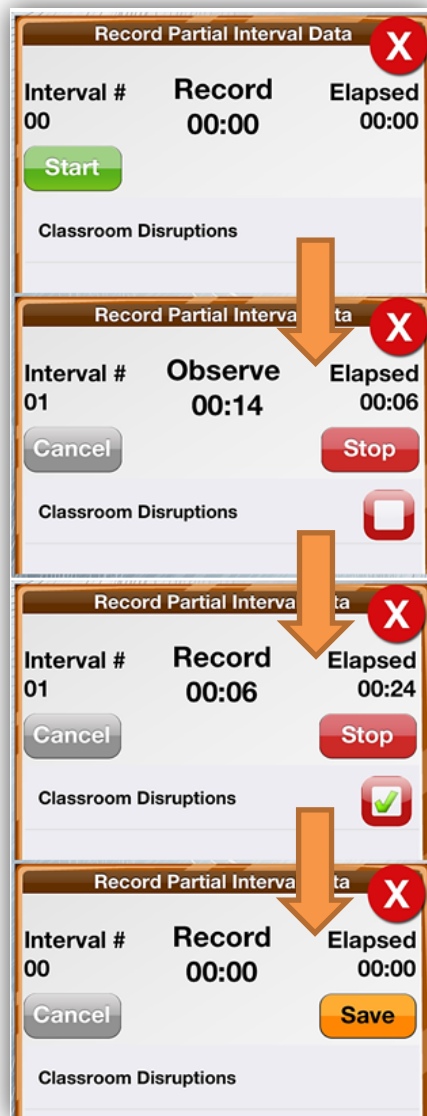 Record Partial Interval Data
X
Interval # Record Elapsed
00 00:00 00:00
Start
Classroom Disruptions
Record Partial Interva ta
X
Interval # Observe Elapsed
01 00:14 00:06
Cancel Stop
Classroom Disruptions
Record Partial Interva ta
X
Interval # Record Elapsed
01 00:06 00:24
Cancel Stop
Classroom Disruptions
Record Partial Interva ta
X
Interval # Record Elapsed
00 00:00 00:00
Cancel Save
Classroom Disruptions